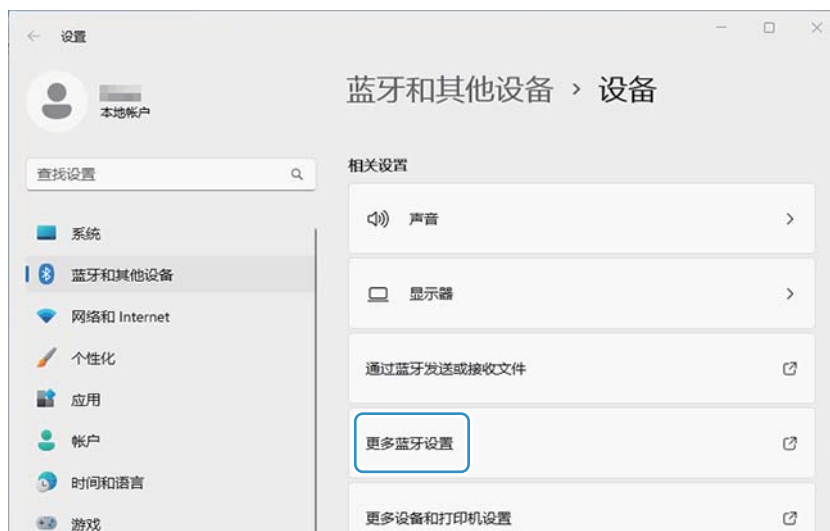 设置
本地帐户
查找设置
系统
蓝牙和其他设备
网络和 Internet
个性化
应用
帐户
时间和语言
游戏
蓝牙和其他设备 › 设备
相关设置
声音
显示器
通过蓝牙发送或接收文件
更多蓝牙设置
更多设备和打印机设置